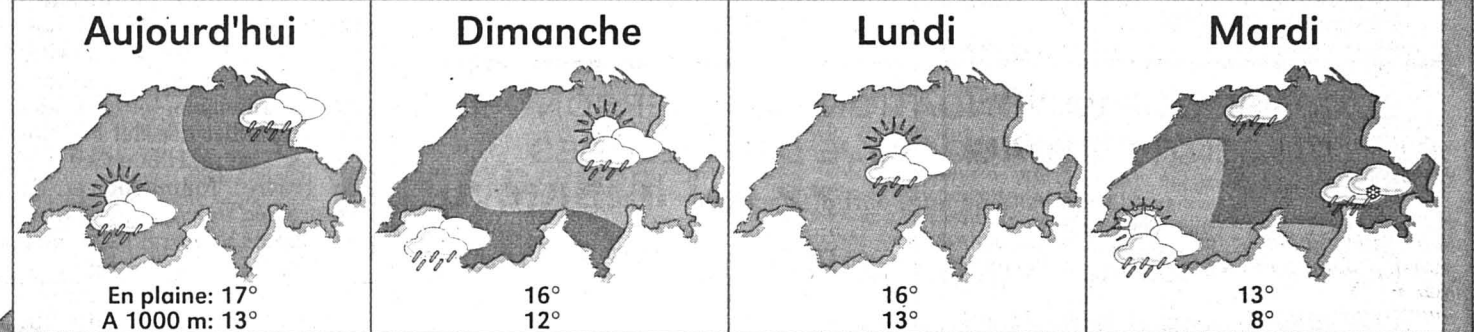 Aujourd'hui
En plaine: 17°
A 1000 m: 13°
Dimanche
16°
12°
Lundi
16°
13°
Mardi
13°
8°